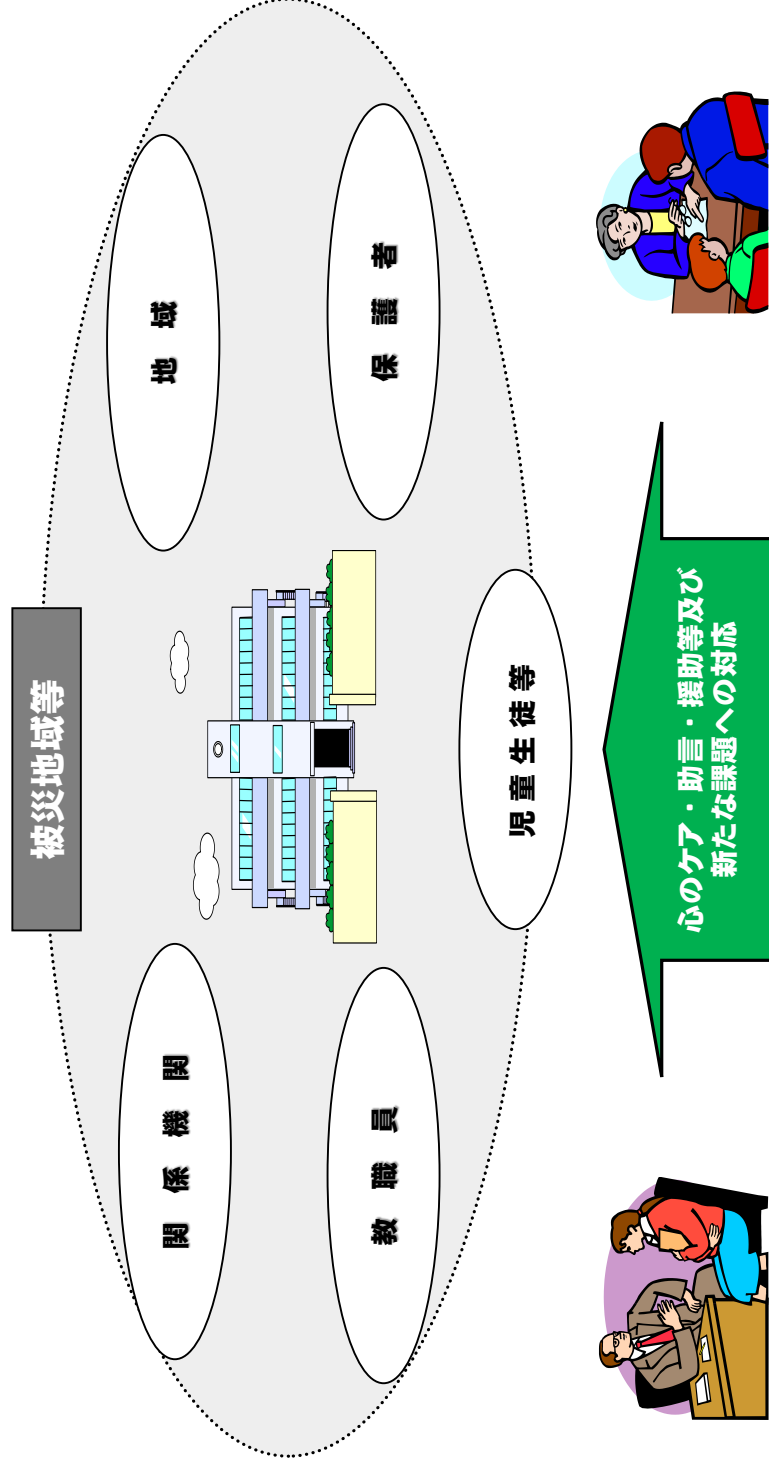 被災地域等
関係機関
地域
教職員
保護者
児童生徒等
心のケア・助言・援助等及び
新たな課題への対応